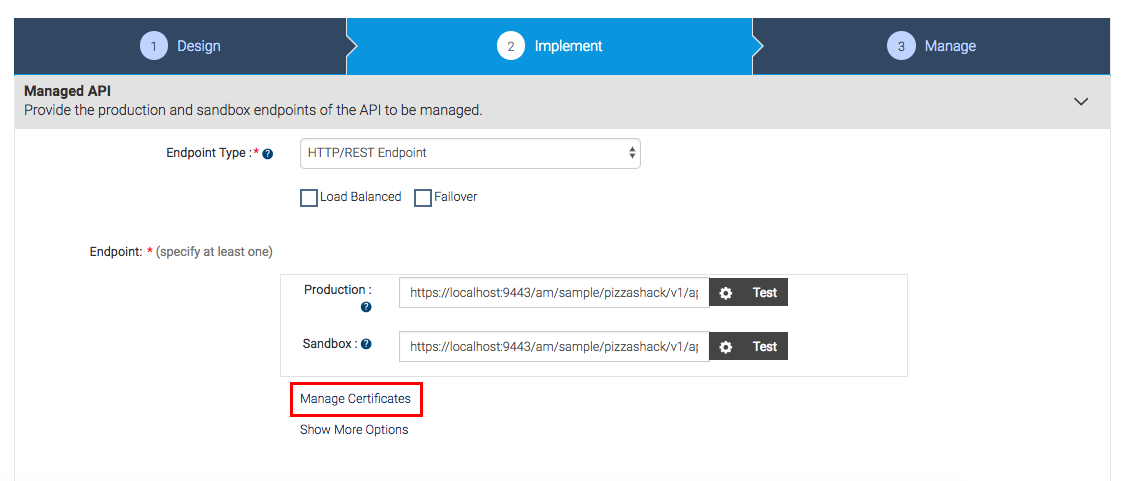 1 Design 2 Implement 3 Manage
Managed API
Provide the production and sandbox endpoints of the API to be managed.
Endpoint Type :* ? HTTP/REST Endpoint
Load Balanced Failover
Endpoint: * (specify at least one)
Production : https://localhost:9443/am/sample/pizzashack/v1/ap Test
?
Sandbox : ? https://localhost:9443/am/sample/pizzashack/v1/ap Test
Manage Certificates
Show More Options